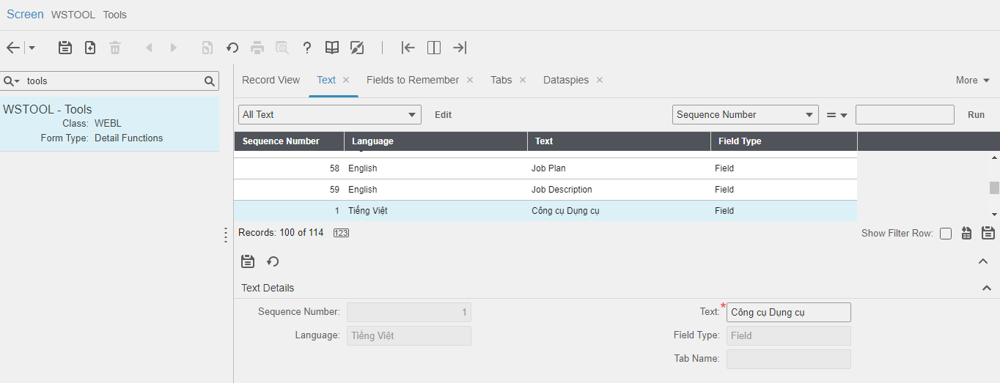 Screen WSTOOL Tools
tools
WSTOOL - Tools
Class: WEBL
Form Type: Detail Functions
Record View Text × Fields to Remember × Tabs × Dataspies × More
All Text Edit Sequence Number = Run
Sequence Number Language Text Field Type
58 English Job Plan Field
59 English Job Description Field
1 Tiếng Việt Công cụ Dụng cụ Field
Records: 100 of 114 123 Show Filter Row:
Text Details
Sequence Number: 1 Text:* Công cụ Dụng cụ
Language: Tiếng Việt Field Type: Field
Tab Name: